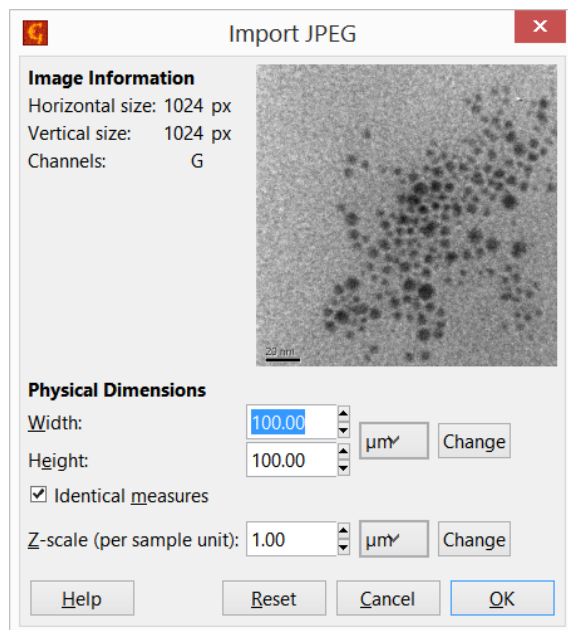 Import JPEG
Image Information
Horizontal size: 1024 px
Vertical size: 1024 px
Channels: G
20 nm
Physical Dimensions
Width: 100.00
µm Change
Height: 100.00
Identical measures
Z-scale (per sample unit): 1.00 µm Change
Help Reset Cancel OK